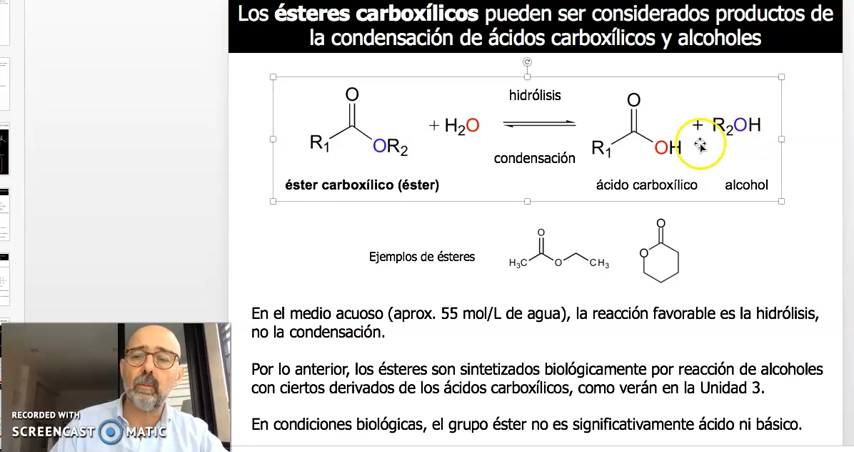 Los ésteres carboxílicos pueden ser considerados productos de
la condensación de ácidos carboxílicos y alcoholes
O
R1
OR2
+ H2O
hidrólisis
condensación
O
R1
OH
+ R2OH
éster carboxílico (éster)
ácido carboxílico
alcohol
Ejemplos de ésteres
O
H3C
O
CH3
O
O
En el medio acuoso (aprox. 55 mol/L de agua), la reacción favorable es la hidrólisis,
no la condensación.
Por lo anterior, los ésteres son sintetizados biológicamente por reacción de alcoholes
con ciertos derivados de los ácidos carboxílicos, como verán en la Unidad 3.
En condiciones biológicas, el grupo éster no es significativamente ácido ni básico.
RECORDED WITH
SCREENCAST MATIC